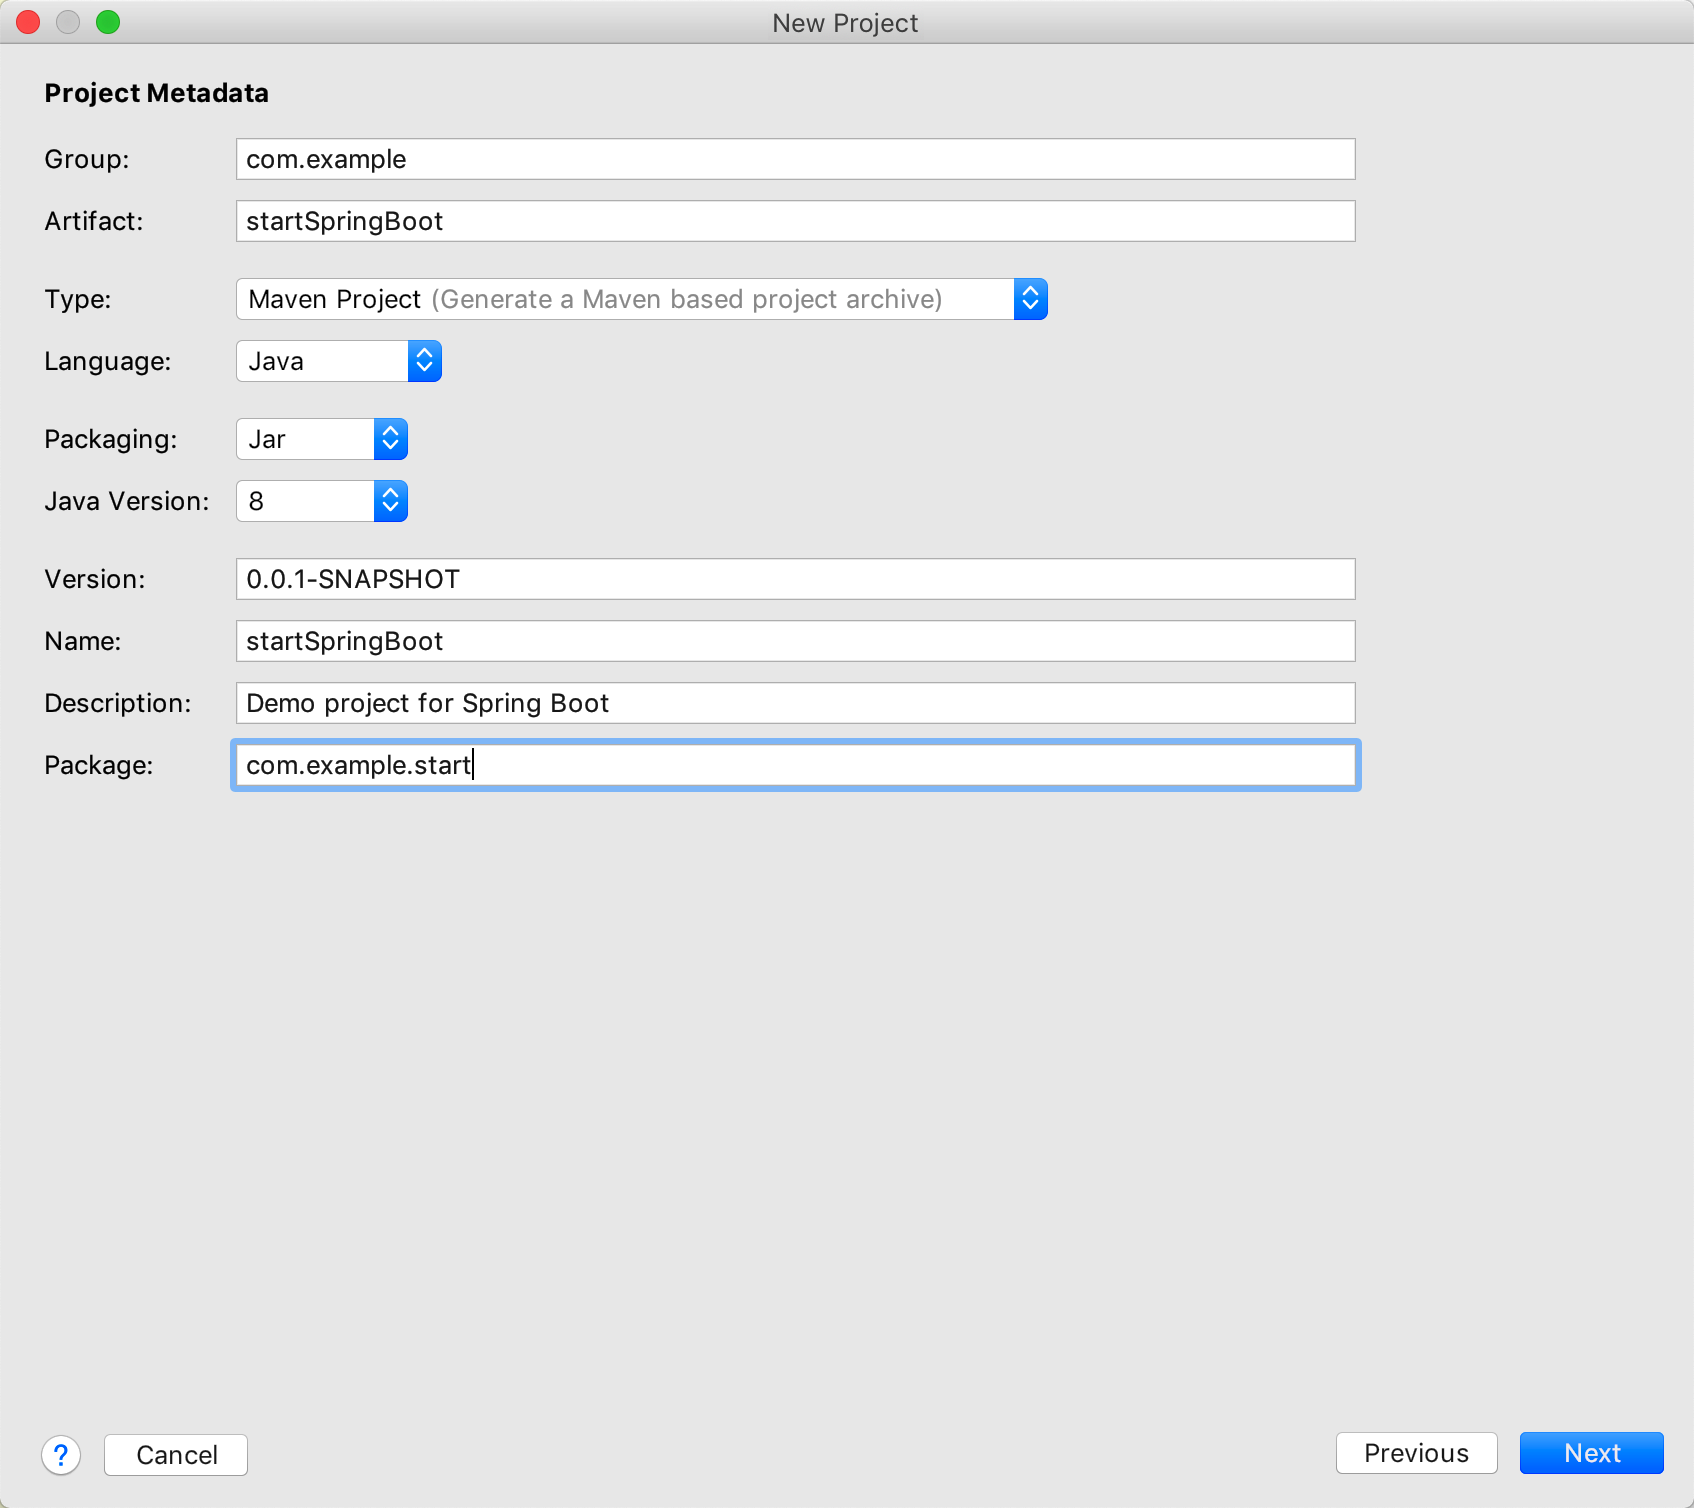 New Project
Project Metadata
Group: com.example
Artifact: startSpringBoot
Type: Maven Project (Generate a Maven based project archive)
Language: Java
Packaging: Jar
Java Version: 8
Version: 0.0.1-SNAPSHOT
Name: startSpringBoot
Description: Demo project for Spring Boot
Package: com.example.start
? Cancel Previous Next